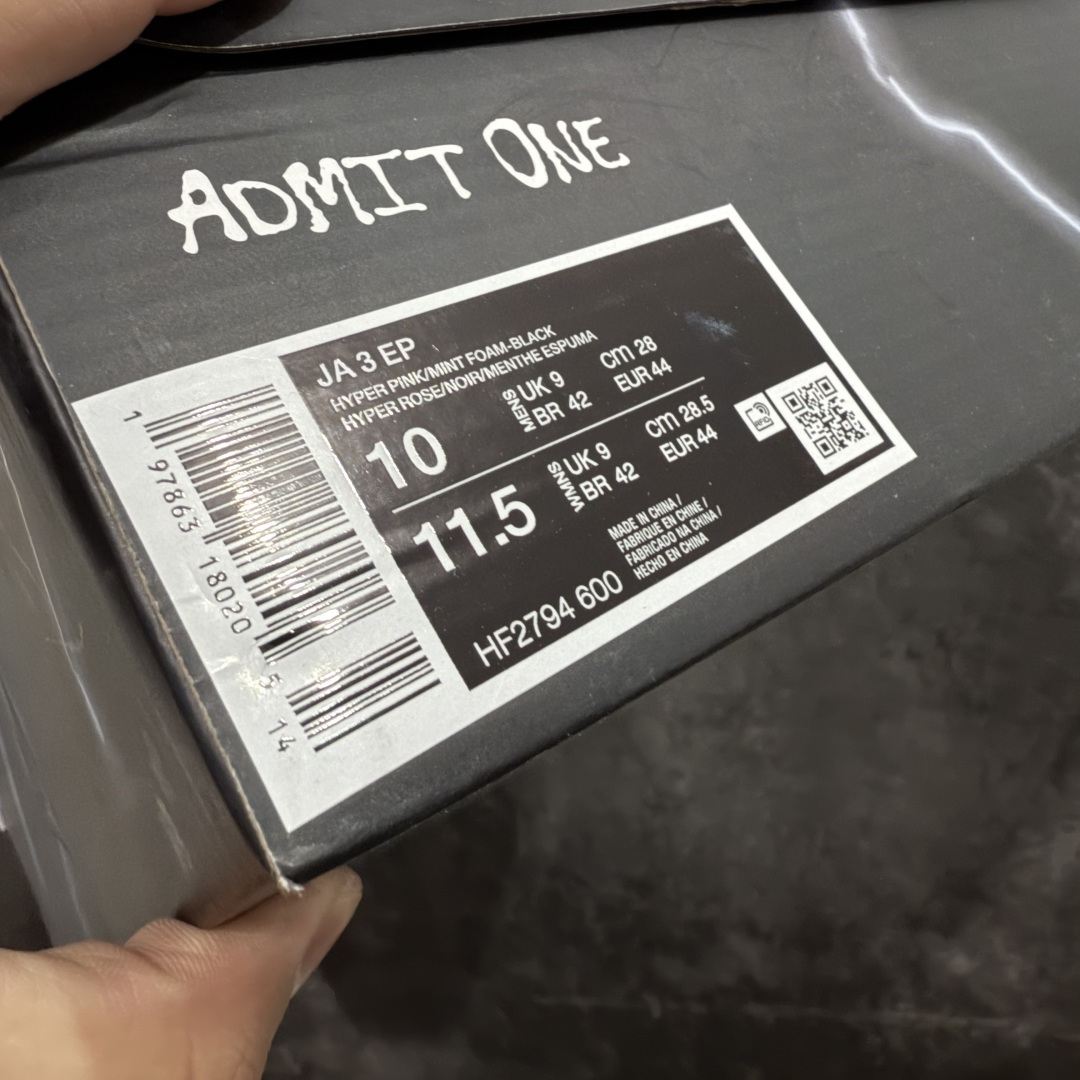 ADMIT ONE
JA 3 EP
HYPER PINK/MINT FOAM-BLACK
HYPER ROSE/NOIR/MENTHE ESPUMA
10
MENS
UK 9
BR 42
cm 28
EUR 44
11.5
WMNS
UK 9
BR 42
cm 28.5
EUR 44
MADE IN CHINA /
FABRIQUE EN CHINE /
FABRICADO NA CHINA /
HECHO EN CHINA
HF2794 600
RFID
1 97863 18020 5 14